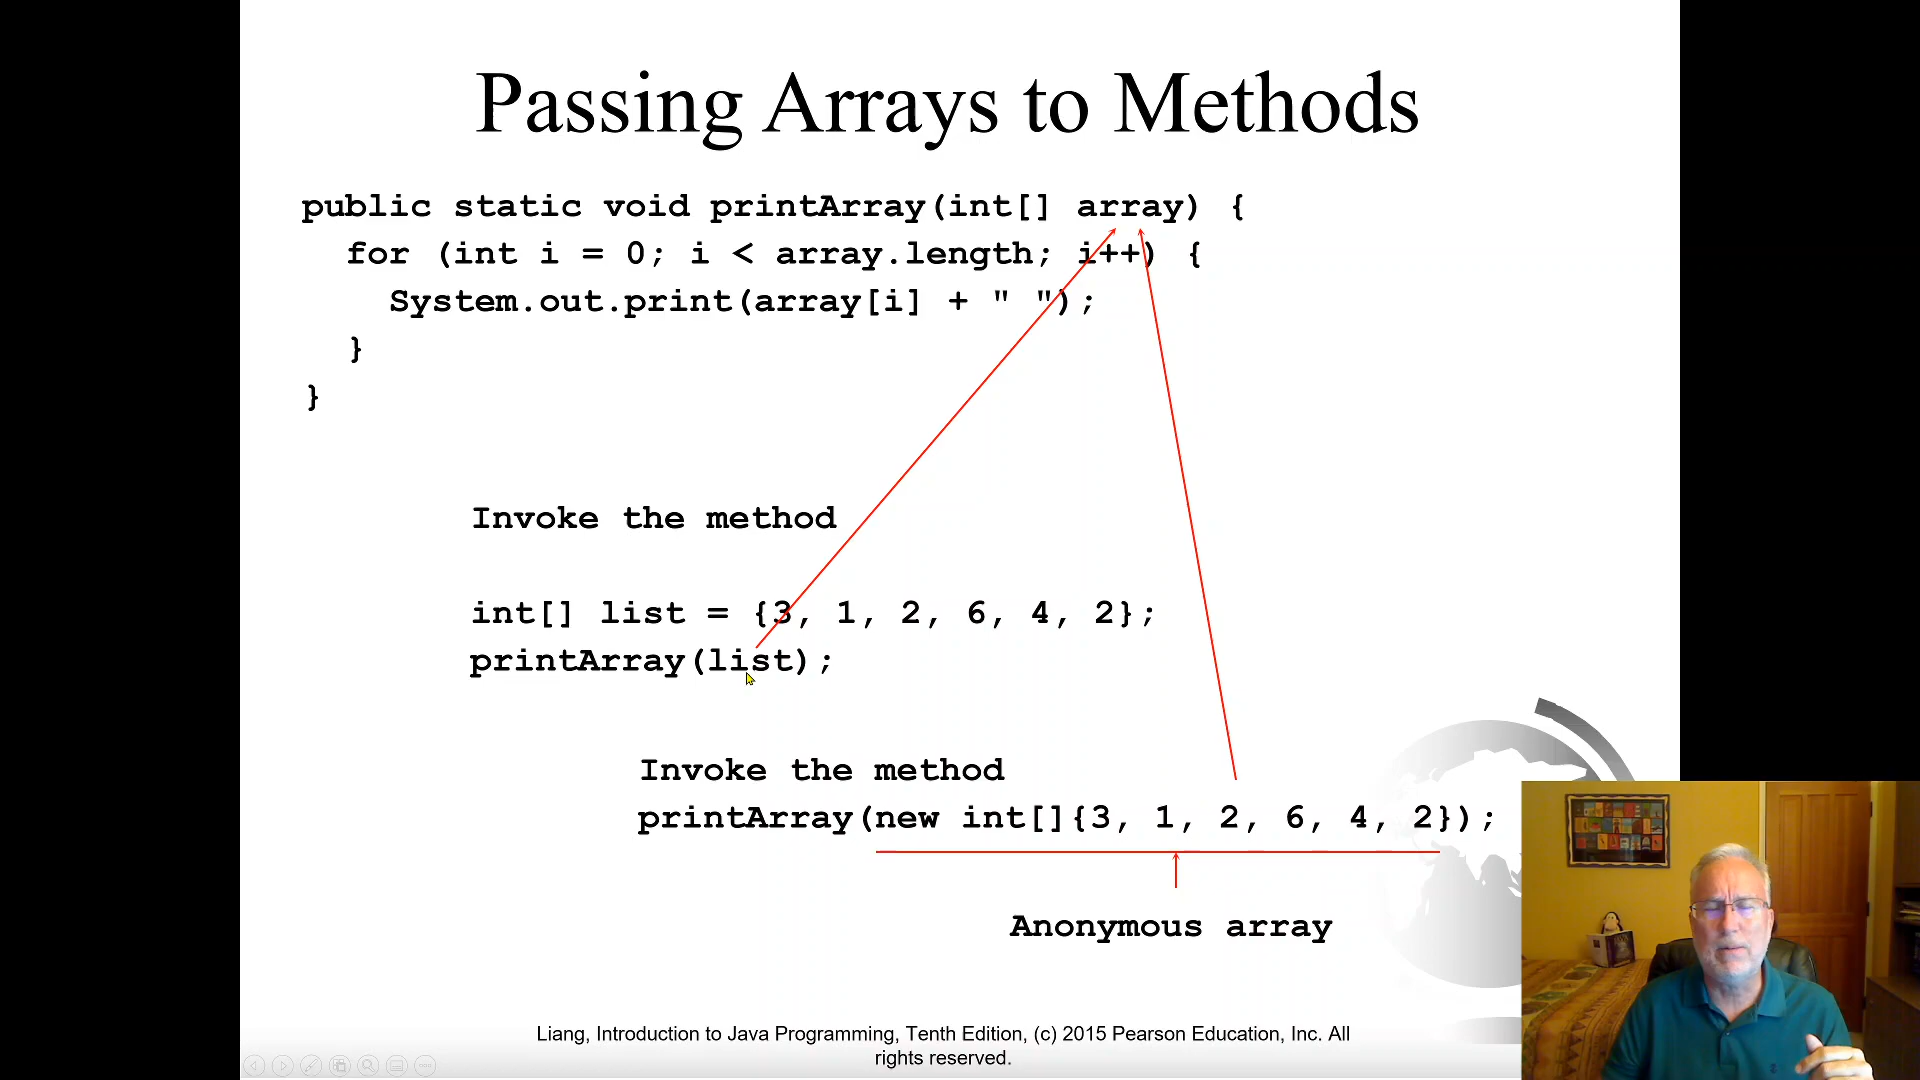 Passing Arrays to Methods
public static void printArray(int[] array) {
for (int i = 0; i < array.length; i++) {
System.out.print(array[i] + " ");
}
}
Invoke the method
int[] list = {3, 1, 2, 6, 4, 2};
printArray(list);
Invoke the method
printArray(new int[]{3, 1, 2, 6, 4, 2});
Anonymous array
Liang, Introduction to Java Programming, Tenth Edition, (c) 2015 Pearson Education, Inc. All
rights reserved.